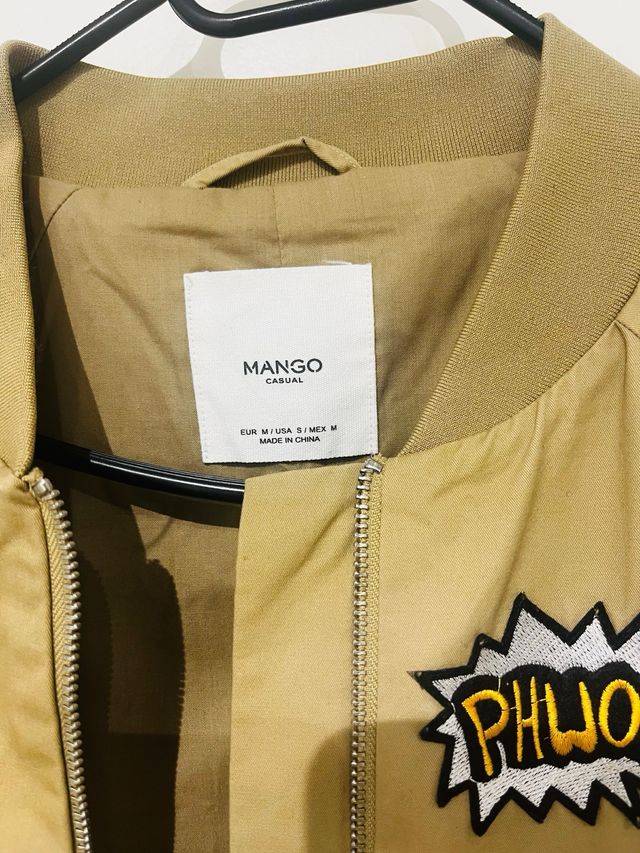 MANGO
CASUAL
EUR M / USA S / MEX M
MADE IN CHINA
PHWO